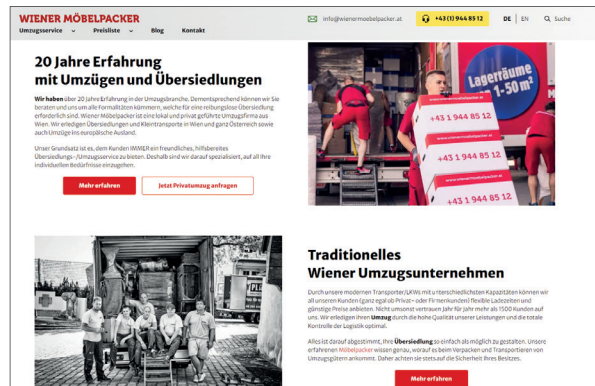 WIENER MÖBELPACKER
info@wienermoebelpacker.at
+43 (1) 944 85 12
DE | EN
Suche
Umzugsservice
Preisliste
Blog
Kontakt
20 Jahre Erfahrung
mit Umzügen und Übersiedlungen
Wir haben über 20 Jahre Erfahrung in der Umzugsbranche. Dementsprechend können wir Sie
beraten und uns um alle Formalitäten kümmern, welche für eine reibungslose Übersiedlung
erforderlich sind. Wiener Möbelpacker ist eine lokal und privat geführte Umzugsfirma aus
Wien. Wir erledigen Übersiedlungen und Kleintransporte in Wien und ganz Österreich sowie
auch Umzüge ins europäische Ausland.
Unser Grundsatz ist es, dem Kunden IMMER ein freundliches, hilfsbereites
Übersiedlungs-/Umzugsservice zu bieten. Deshalb sind wir darauf spezialisiert, auf all Ihre
individuellen Bedürfnisse einzugehen.
Mehr erfahren
Jetzt Privatumzug anfragen
Lagerräume
1-50 m²
www.wienermoebelpacker.at
+43 1 944 85 12
www.wienermoebelpacker.at
+43 1 944 85 12
www.wienermoebelpacker.at
+43 1 944 85 12
Traditionelles
Wiener Umzugsunternehmen
Durch unsere modernen Transporter/LKWs mit unterschiedlichsten Kapazitäten können wir
all unseren Kunden (ganz egal ob Privat- oder Firmenkunden) flexible Ladezeiten und
günstige Preise anbieten. Nicht umsonst vertrauen Jahr für Jahr mehr als 1500 Kunden auf
uns. Wir erledigen ihren Umzug durch die hohe Qualität unserer Leistungen und die totale
Kontrolle der Logistik optimal.
Alles ist darauf abgestimmt, Ihre Übersiedlung so einfach als möglich zu gestalten. Unsere
erfahrenen Möbelpacker wissen genau, worauf es beim Verpacken und Transportieren von
Umzugsgütern ankommt. Daher achten sie stets auf die Sicherheit Ihres Besitzes.
Mehr erfahren